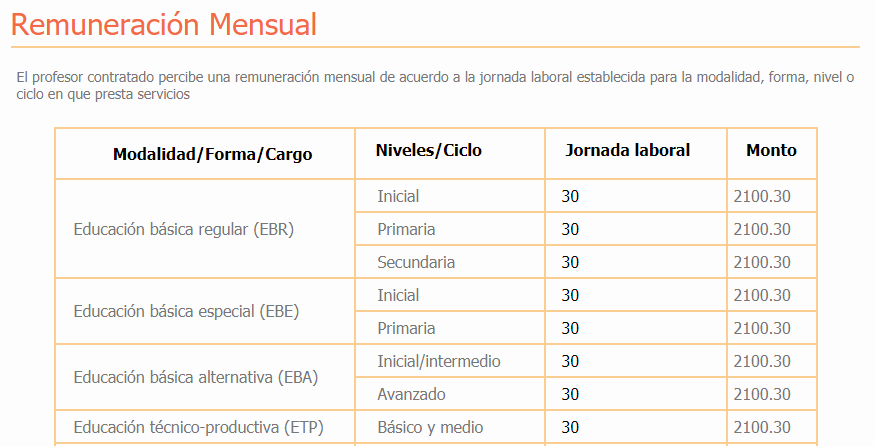 Remuneración Mensual
El profesor contratado percibe una remuneración mensual de acuerdo a la jornada laboral establecida para la modalidad, forma, nivel o
ciclo en que presta servicios
Modalidad/Forma/Cargo Niveles/Ciclo Jornada laboral Monto
Educación básica regular (EBR)
Inicial 30 2100.30
Primaria 30 2100.30
Secundaria 30 2100.30
Educación básica especial (EBE)
Inicial 30 2100.30
Primaria 30 2100.30
Educación básica alternativa (EBA)
Inicial/intermedio 30 2100.30
Avanzado 30 2100.30
Educación técnico-productiva (ETP) Básico y medio 30 2100.30